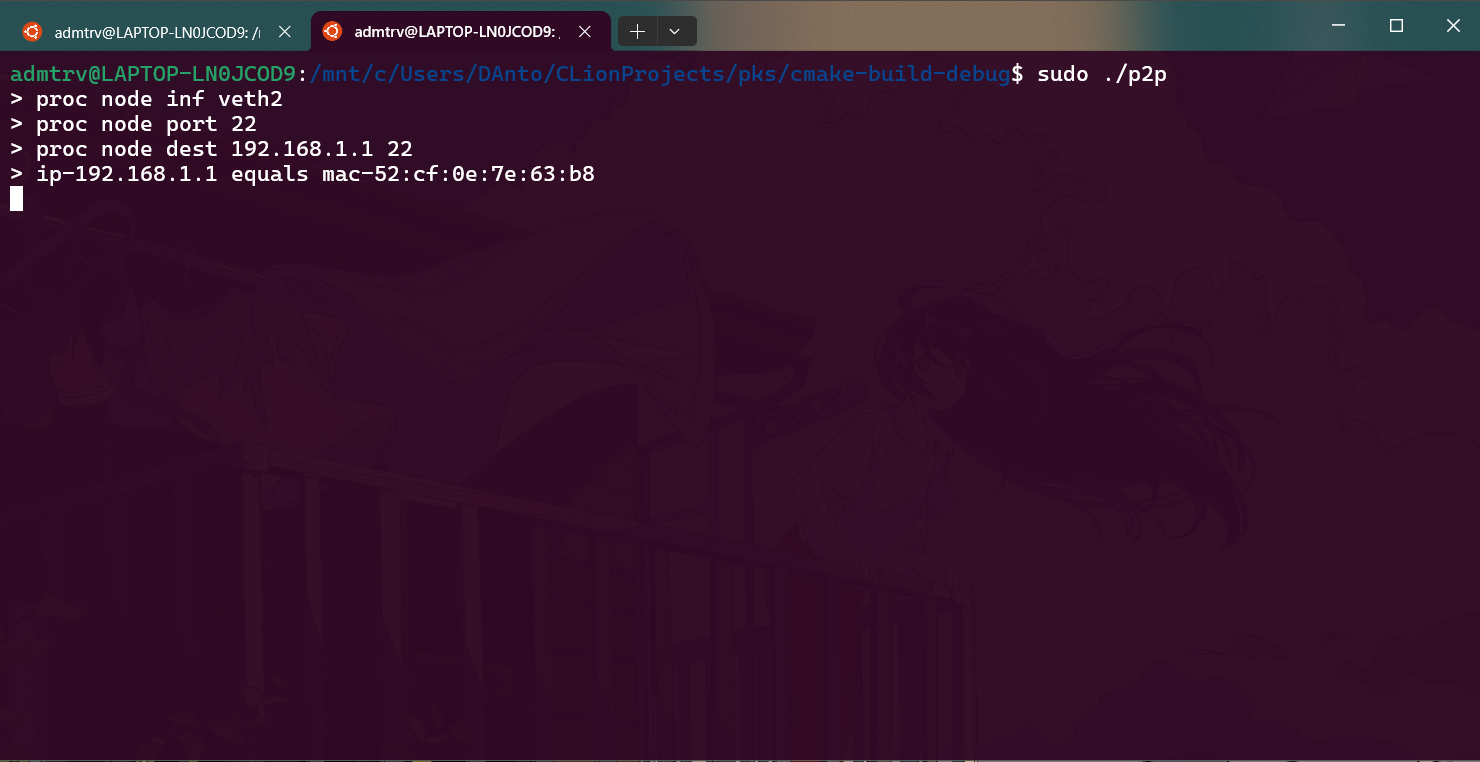 admtrv@LAPTOP-LN0JCOD9: /
admtrv@LAPTOP-LN0JCOD9:
admtrv@LAPTOP-LN0JCOD9:/mnt/c/Users/DAnto/CLionProjects/pks/cmake-build-debug$ sudo ./p2p
> proc node inf veth2
> proc node port 22
> proc node dest 192.168.1.1 22
> ip-192.168.1.1 equals mac-52:cf:0e:7e:63:b8